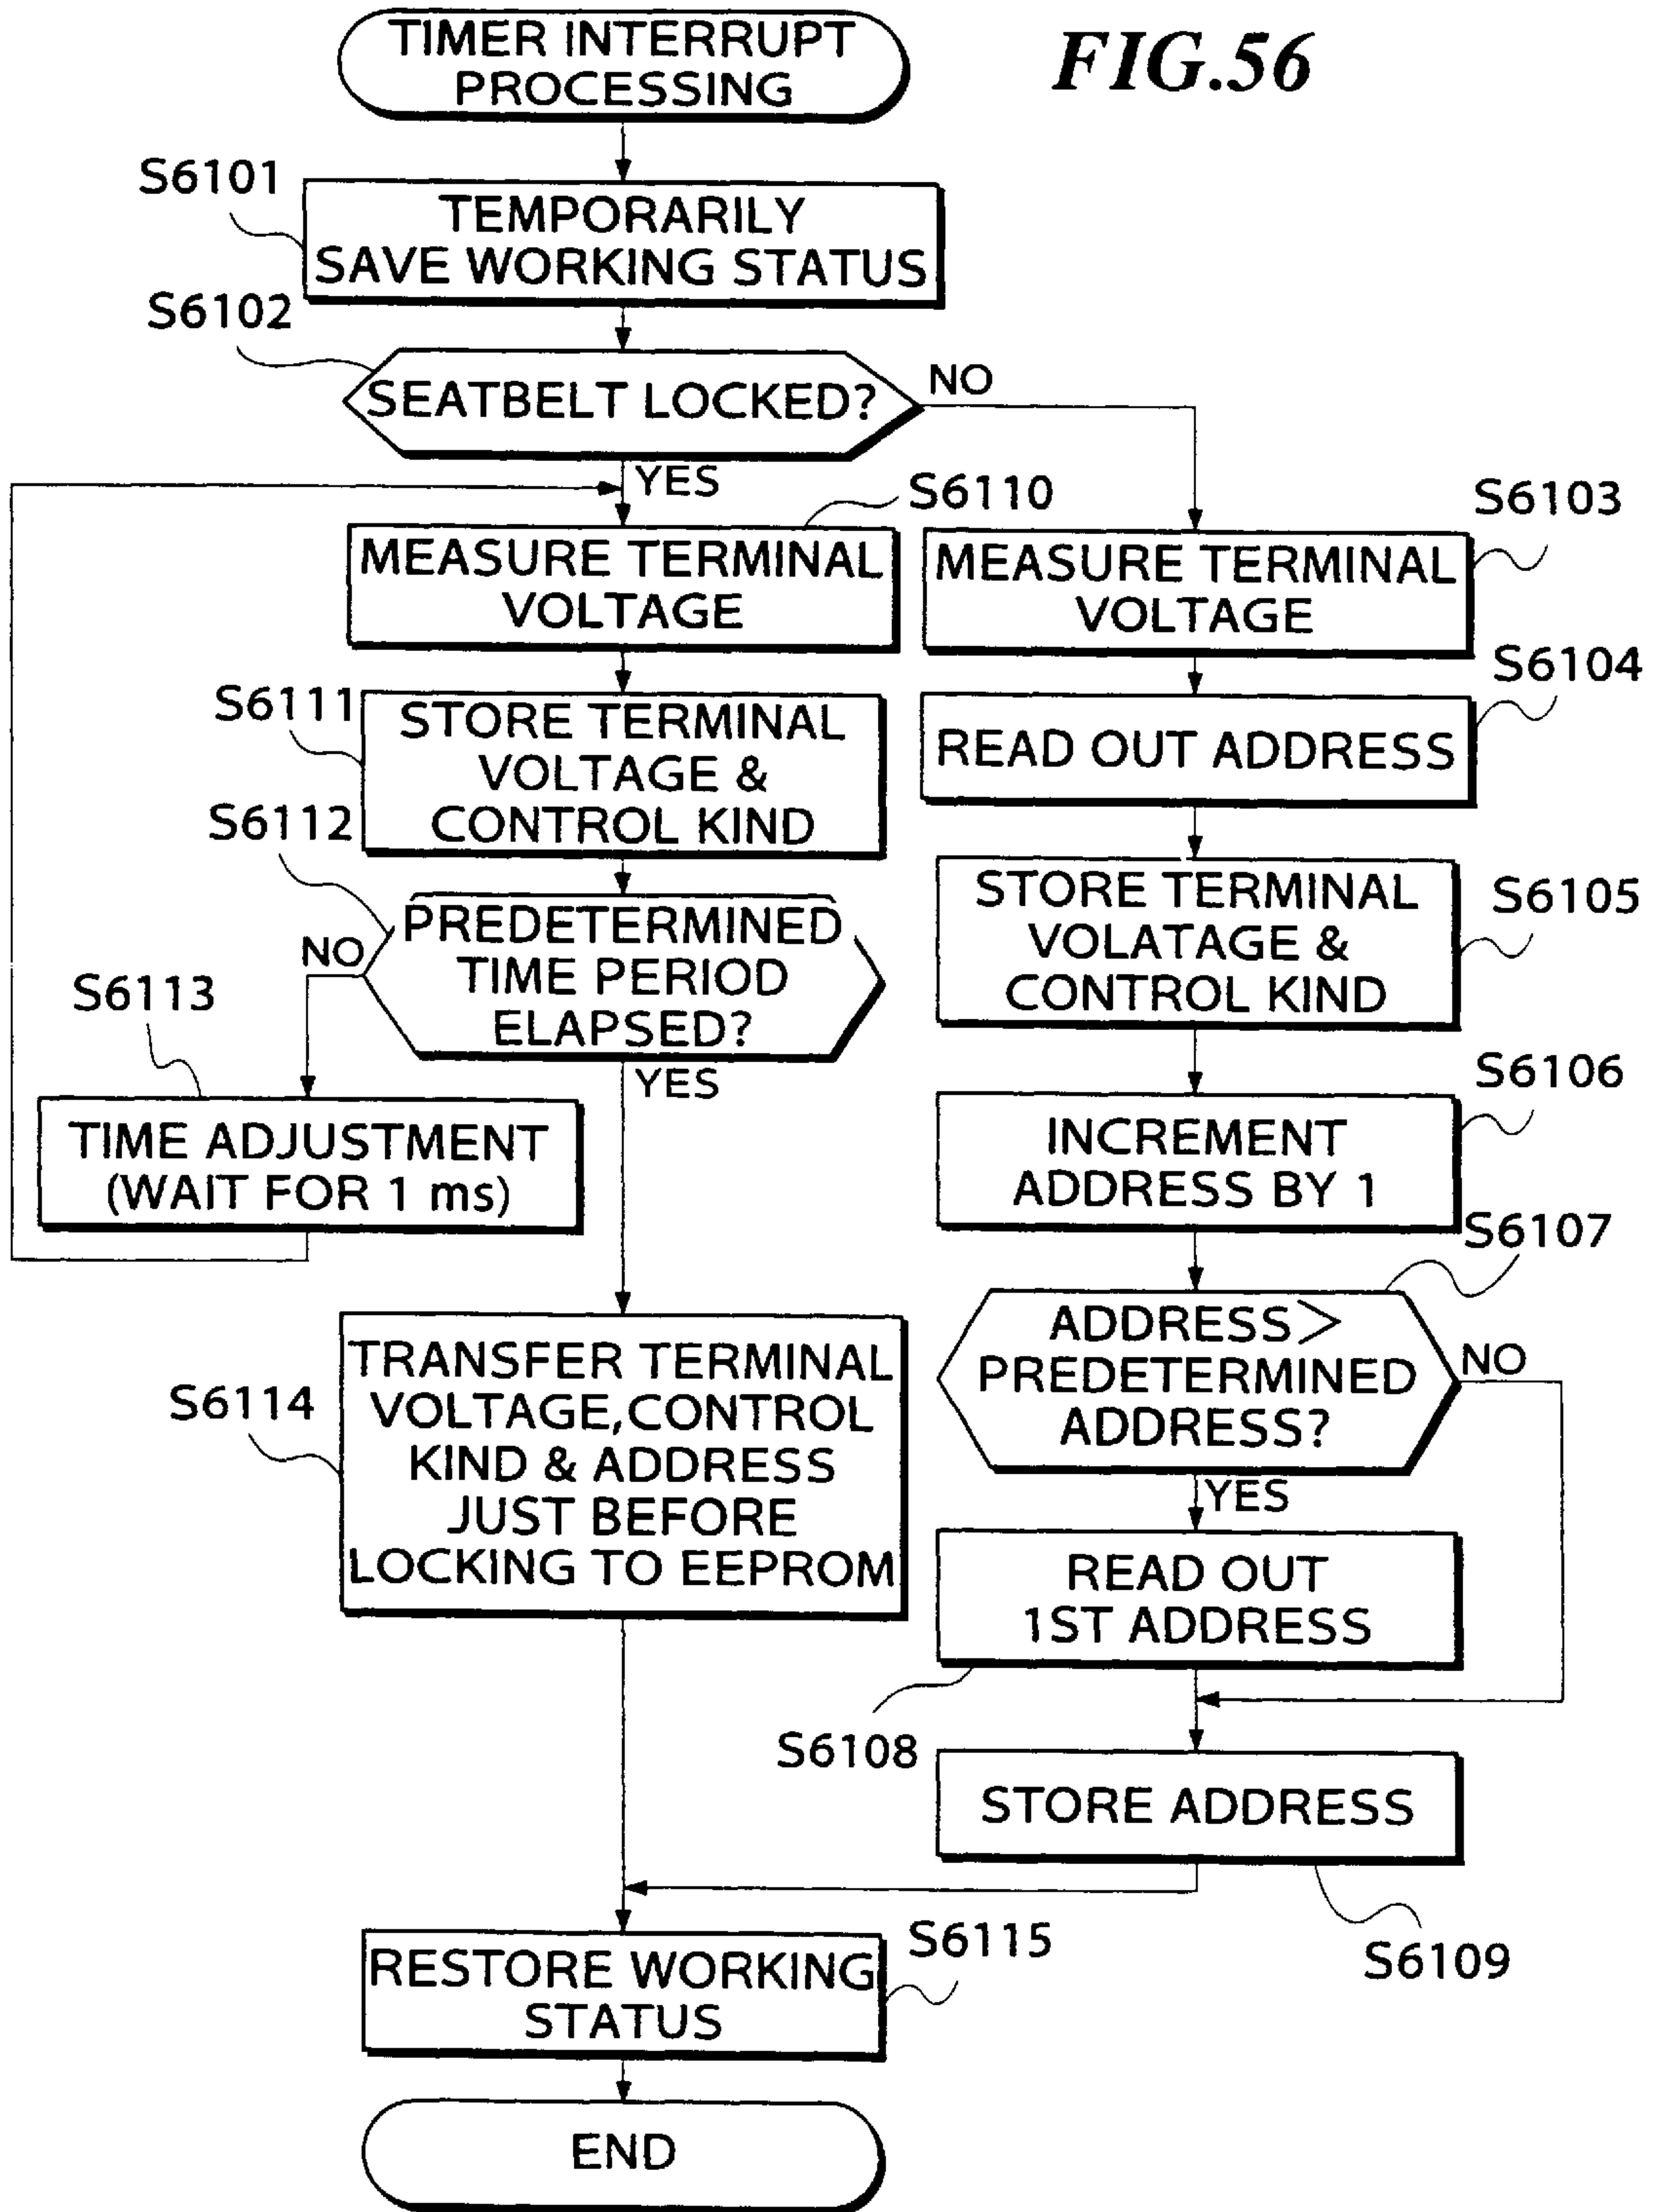 TIMER INTERRUPT
PROCESSING
FIG.56
S6101
TEMPORARILY
SAVE WORKING STATUS
S6102
SEATBELT LOCKED?
NO
YES
S6110
MEASURE TERMINAL
VOLTAGE
S6103
MEASURE TERMINAL
VOLTAGE
S6104
READ OUT ADDRESS
S6111
STORE TERMINAL
VOLTAGE &
CONTROL KIND
S6105
STORE TERMINAL
VOLATAGE &
CONTROL KIND
S6112
PREDETERMINED
TIME PERIOD
ELAPSED?
NO
YES
S6113
TIME ADJUSTMENT
(WAIT FOR 1 ms)
S6106
INCREMENT
ADDRESS BY 1
S6107
ADDRESS>
PREDETERMINED
ADDRESS?
NO
YES
S6114
TRANSFER TERMINAL
VOLTAGE,CONTROL
KIND & ADDRESS
JUST BEFORE
LOCKING TO EEPROM
READ OUT
1ST ADDRESS
S6108
STORE ADDRESS
S6109
S6115
RESTORE WORKING
STATUS
END